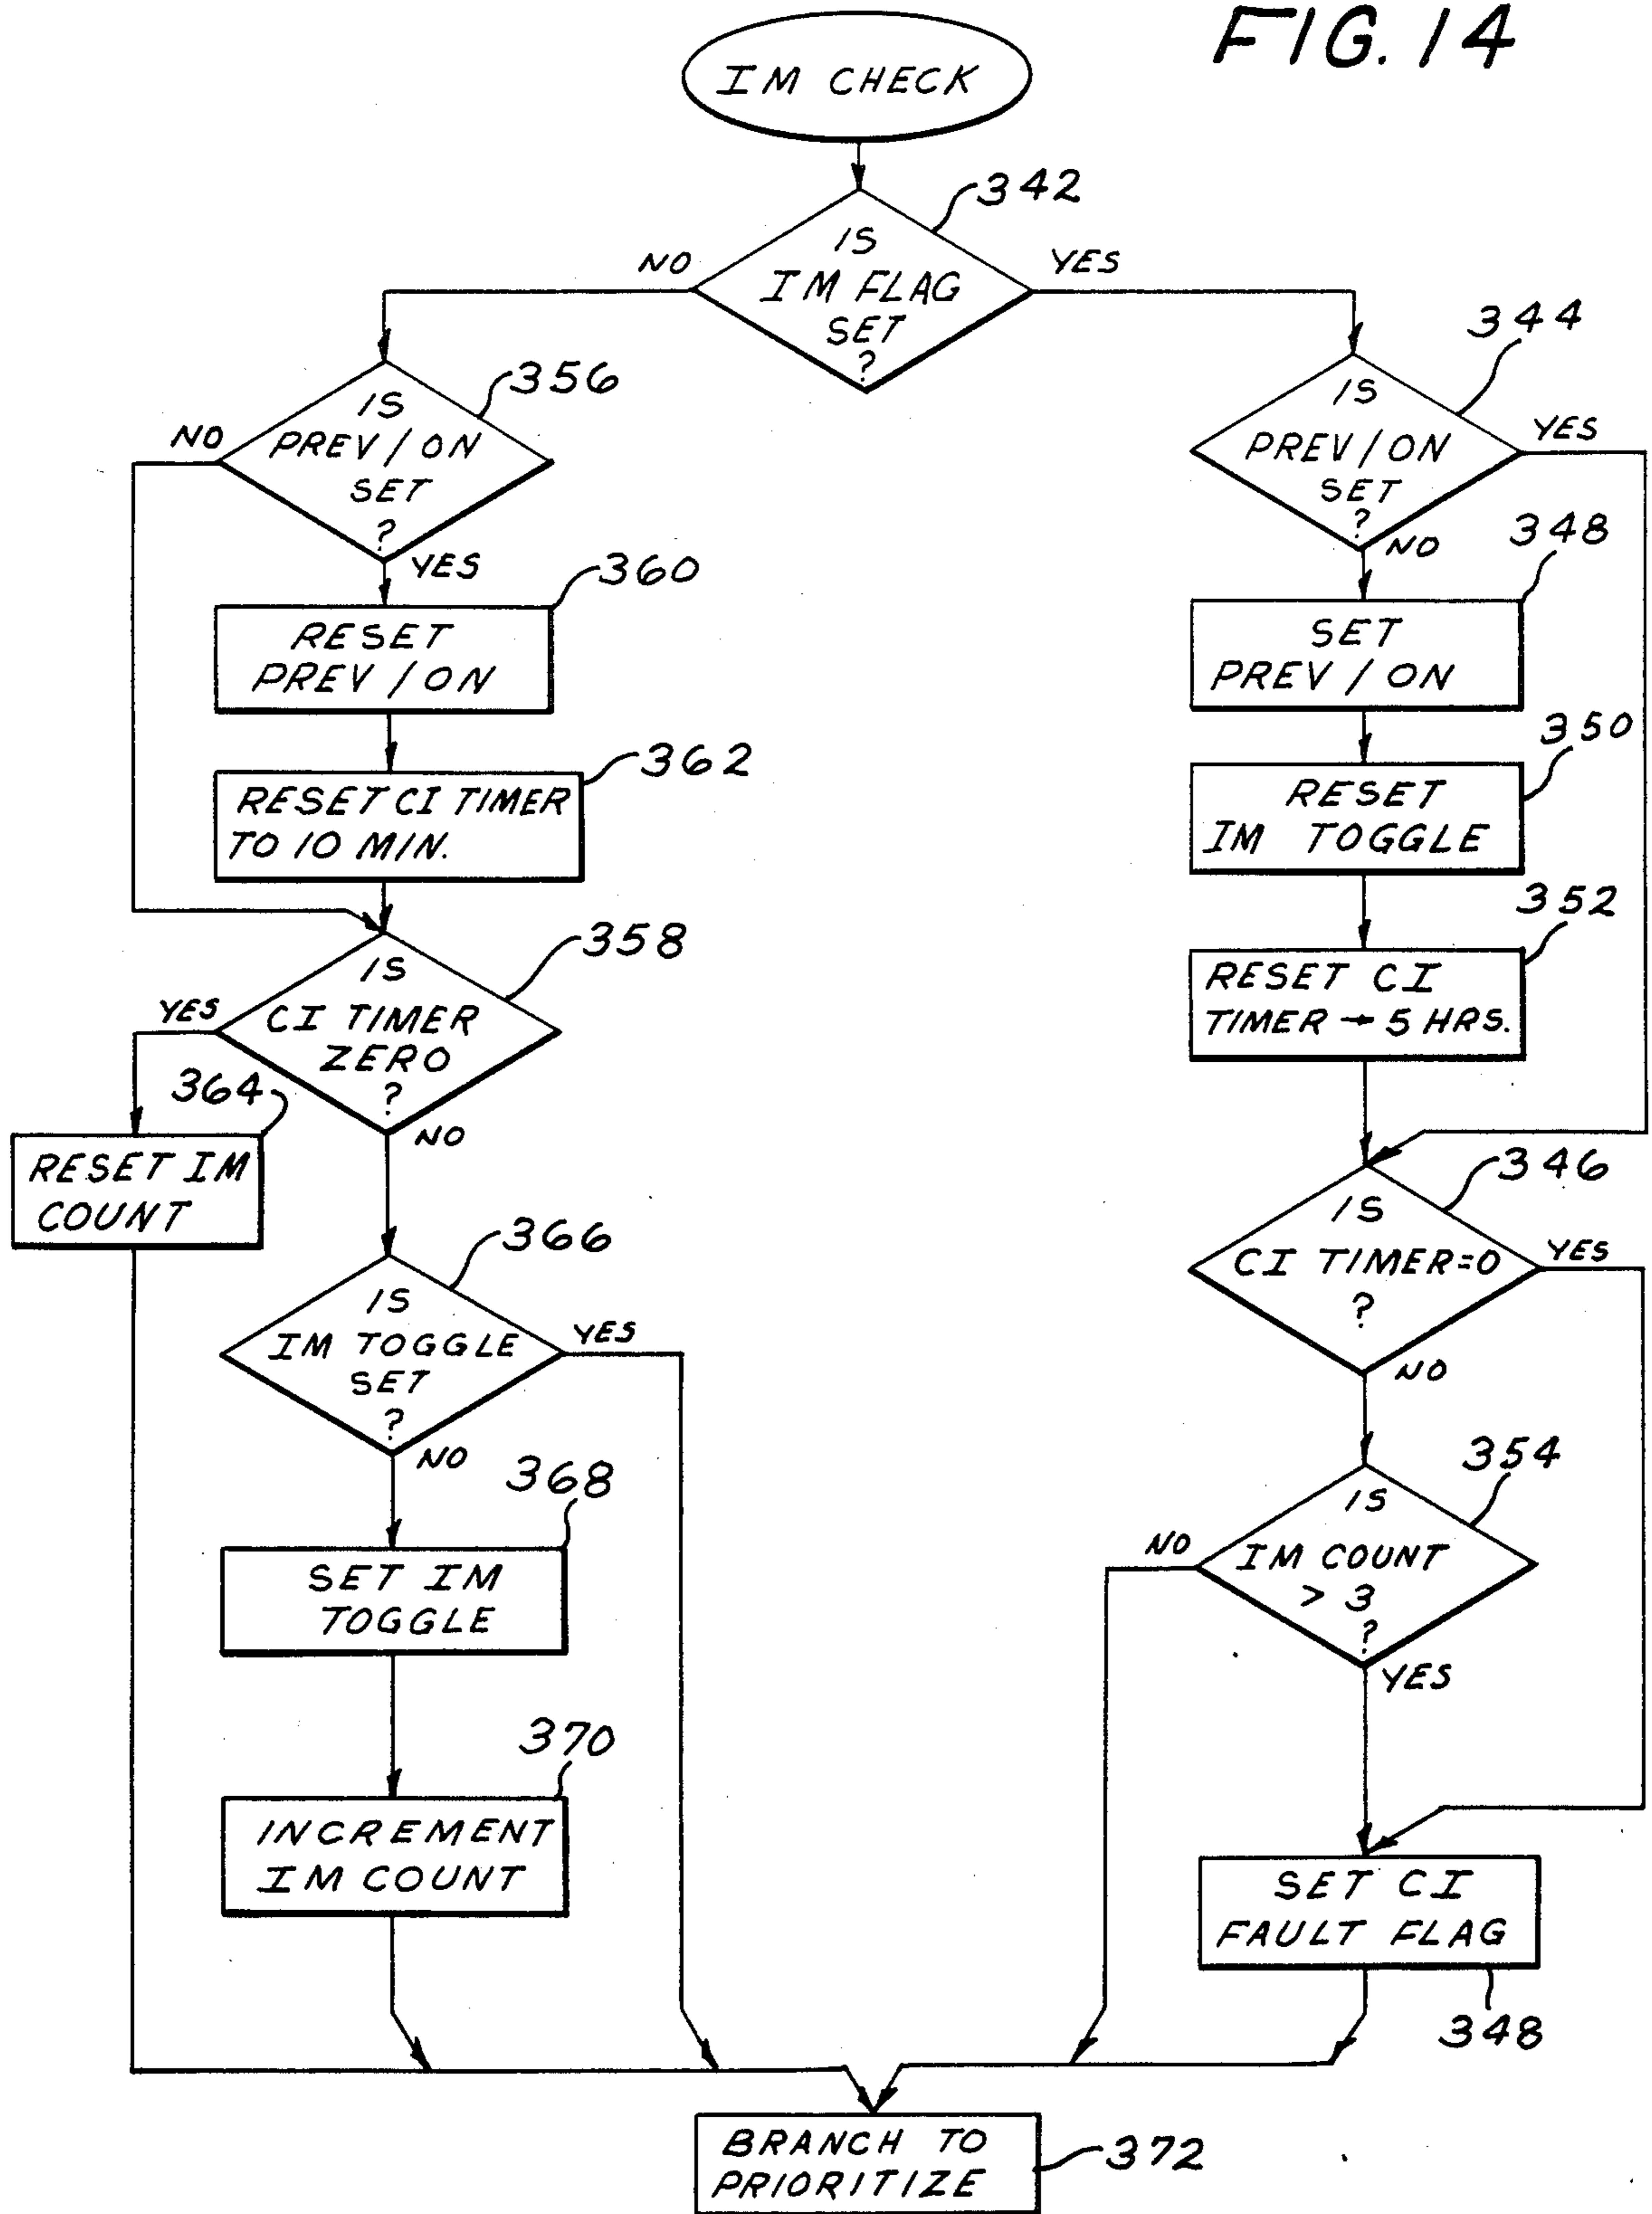 FIG. 14
IM CHECK
342
IS
IM FLAG
SET
?
NO
YES
356
IS
PREV / ON
SET
?
NO
YES
344
IS
PREV / ON
SET
?
YES
NO
360
RESET
PREV / ON
348
SET
PREV / ON
362
RESET CI TIMER
TO 10 MIN.
350
RESET
IM TOGGLE
352
RESET CI
TIMER → 5 HRS.
358
IS
CI TIMER
ZERO
?
YES
NO
364
RESET IM
COUNT
346
IS
CI TIMER=0
?
YES
NO
366
IS
IM TOGGLE
SET
?
YES
NO
354
IS
IM COUNT
> 3
?
NO
YES
368
SET IM
TOGGLE
370
INCREMENT
IM COUNT
SET CI
FAULT FLAG
348
BRANCH TO
PRIORITIZE
372